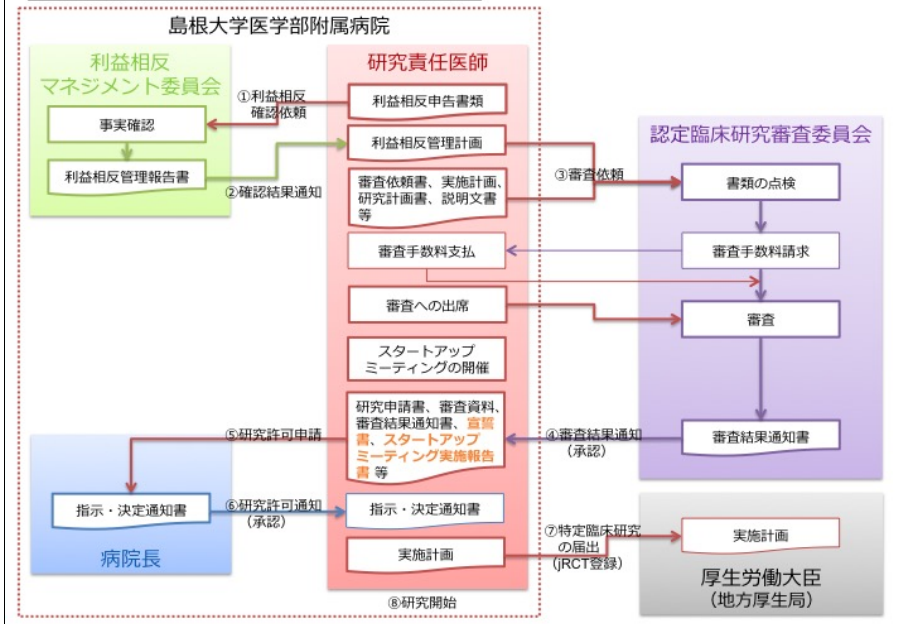 島根大学医学部附属病院
利益相反
マネジメント委員会
事実確認
利益相反管理報告書
①利益相反
確認依頼
②確認結果通知
研究責任医師
利益相反申告書類
利益相反管理計画
審査依頼書、実施計画、
研究計画書、説明文書
等
審査手数料支払
審査への出席
スタートアップ
ミーティングの開催
研究申請書、審査資料、
審査結果通知書、宣誓
書、スタートアップ
ミーティング実施報告
書 等
指示・決定通知書
実施計画
③審査依頼
認定臨床研究審査委員会
書類の点検
審査手数料請求
審査
審査結果通知書
④審査結果通知
(承認)
⑤研究許可申請
指示・決定通知書
病院長
⑥研究許可通知
(承認)
⑦特定臨床研究
の届出
(jRCT登録)
実施計画
厚生労働大臣
(地方厚生局)
⑧研究開始